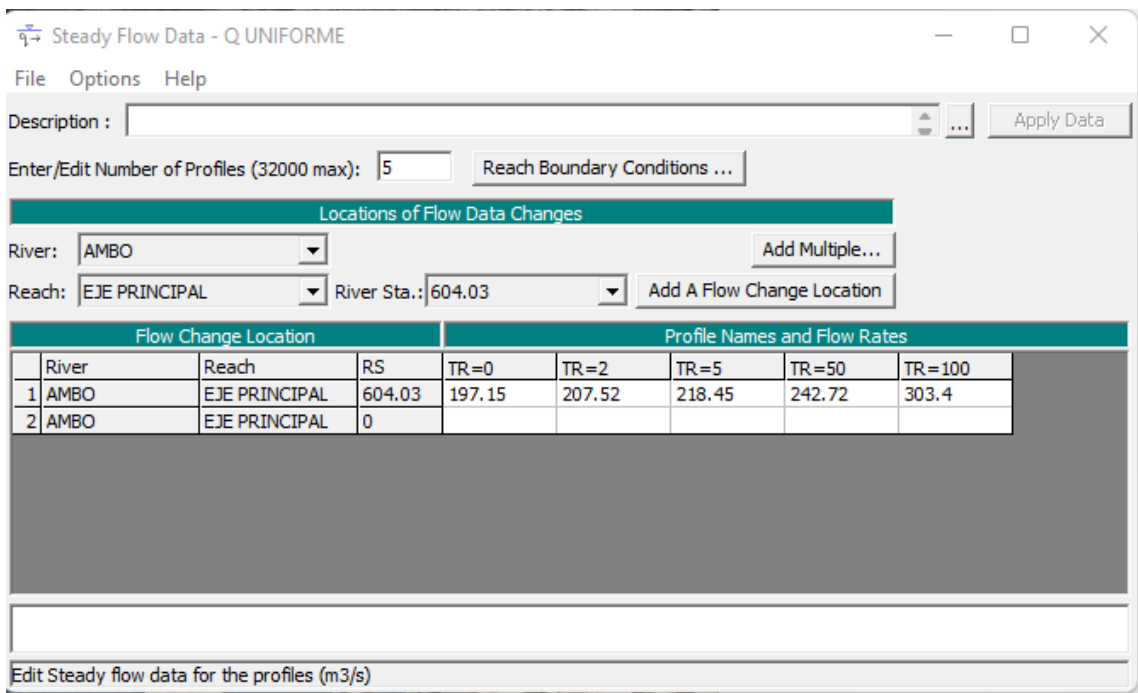 Steady Flow Data - Q UNIFORME
File Options Help
Description : ... Apply Data
Enter/Edit Number of Profiles (32000 max): 5 Reach Boundary Conditions ...
Locations of Flow Data Changes
River: AMBO Add Multiple...
Reach: EJE PRINCIPAL River Sta.: 604.03 Add A Flow Change Location
Flow Change Location Profile Names and Flow Rates
River Reach RS TR=0 TR=2 TR=5 TR=50 TR=100
1 AMBO EJE PRINCIPAL 604.03 197.15 207.52 218.45 242.72 303.4
2 AMBO EJE PRINCIPAL 0
Edit Steady flow data for the profiles (m3/s)